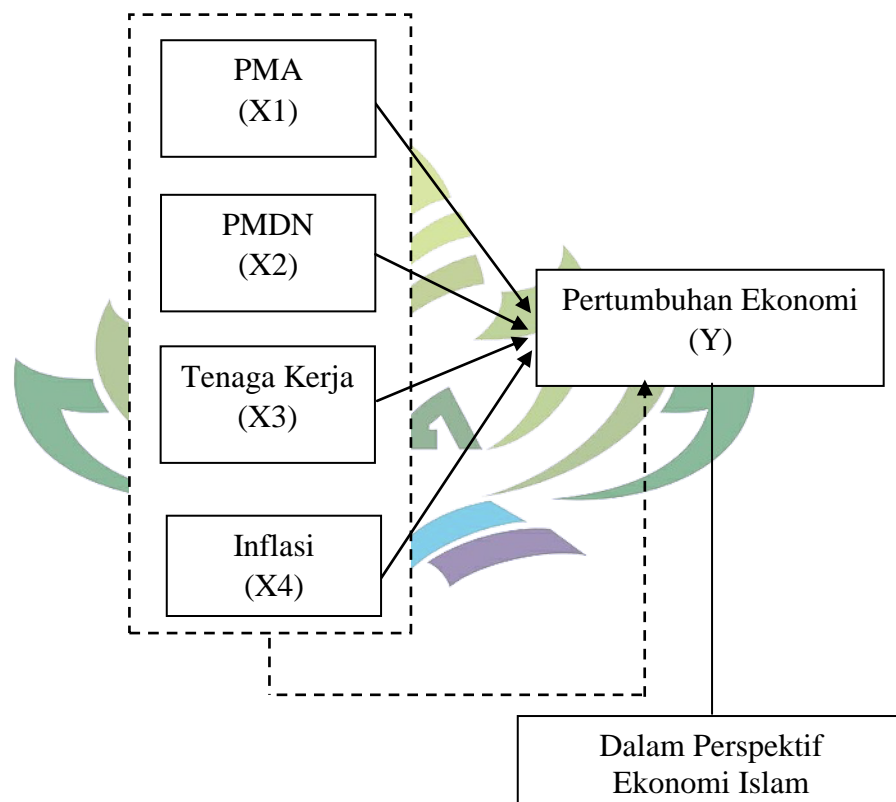 PMA
(X1)
PMDN
(X2)
Tenaga Kerja
(X3)
Inflasi
(X4)
Pertumbuhan Ekonomi
(Y)
Dalam Perspektif
Ekonomi Islam